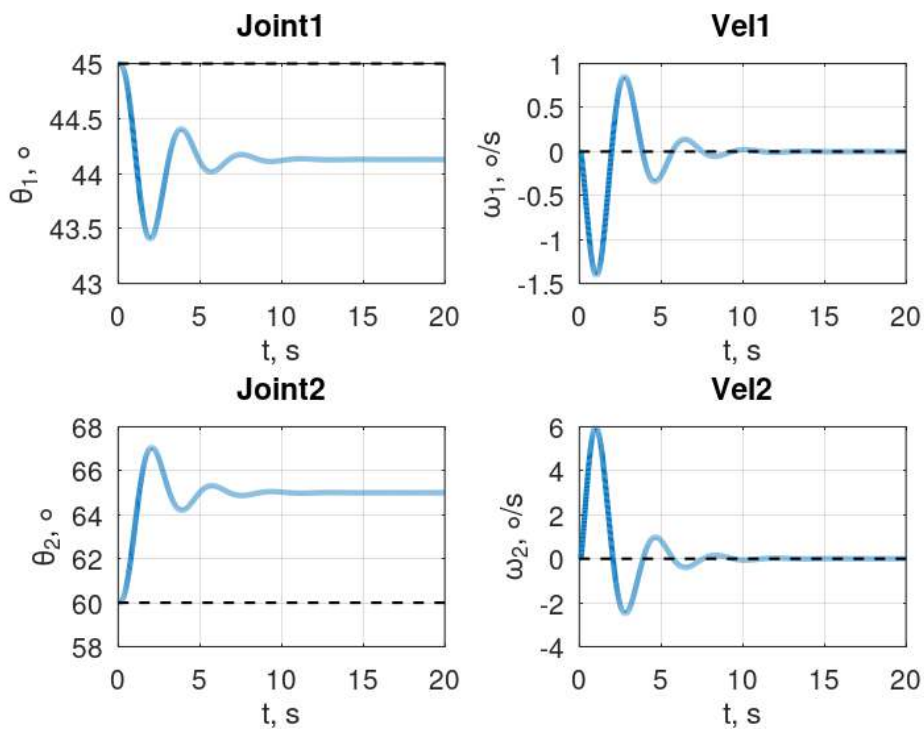 Joint1
45
44.5
44
43.5
43
θ1, °
0 5 10 15 20
t, s
Vel1
1
0.5
0
-0.5
-1
-1.5
ω1, °/s
0 5 10 15 20
t, s
Joint2
68
66
64
62
60
58
θ2, °
0 5 10 15 20
t, s
Vel2
6
4
2
0
-2
-4
ω2, °/s
0 5 10 15 20
t, s